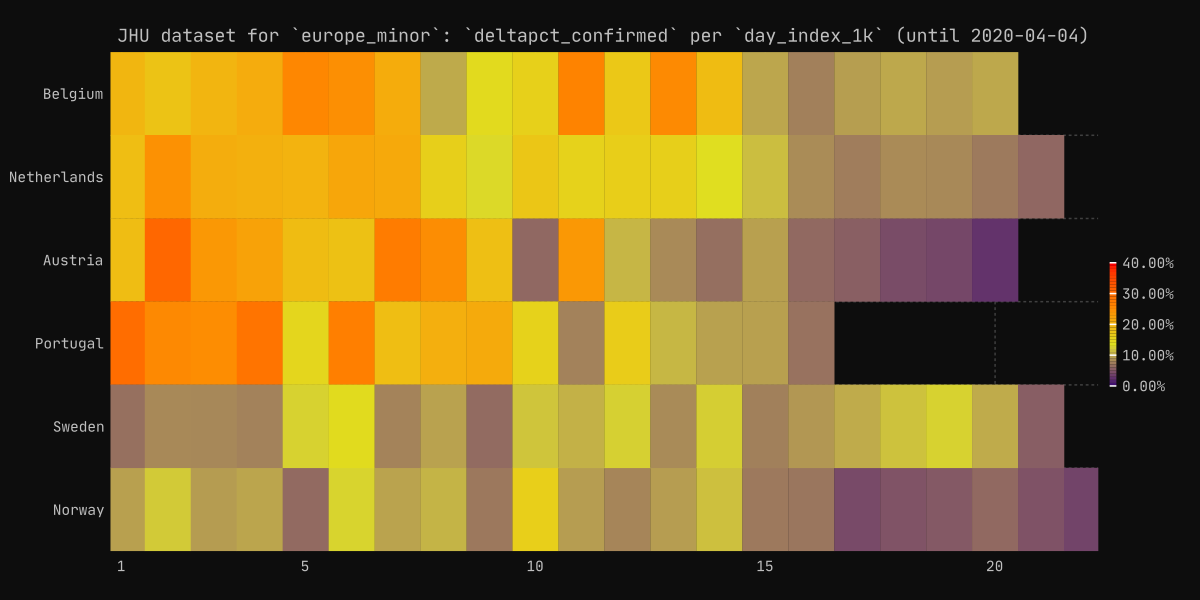 JHU dataset for `europe_minor`: `deltapct_confirmed` per `day_index_1k` (until 2020-04-04)
Belgium
Netherlands
Austria
Portugal
Sweden
Norway
40.00%
30.00%
20.00%
10.00%
0.00%
1 5 10 15 20